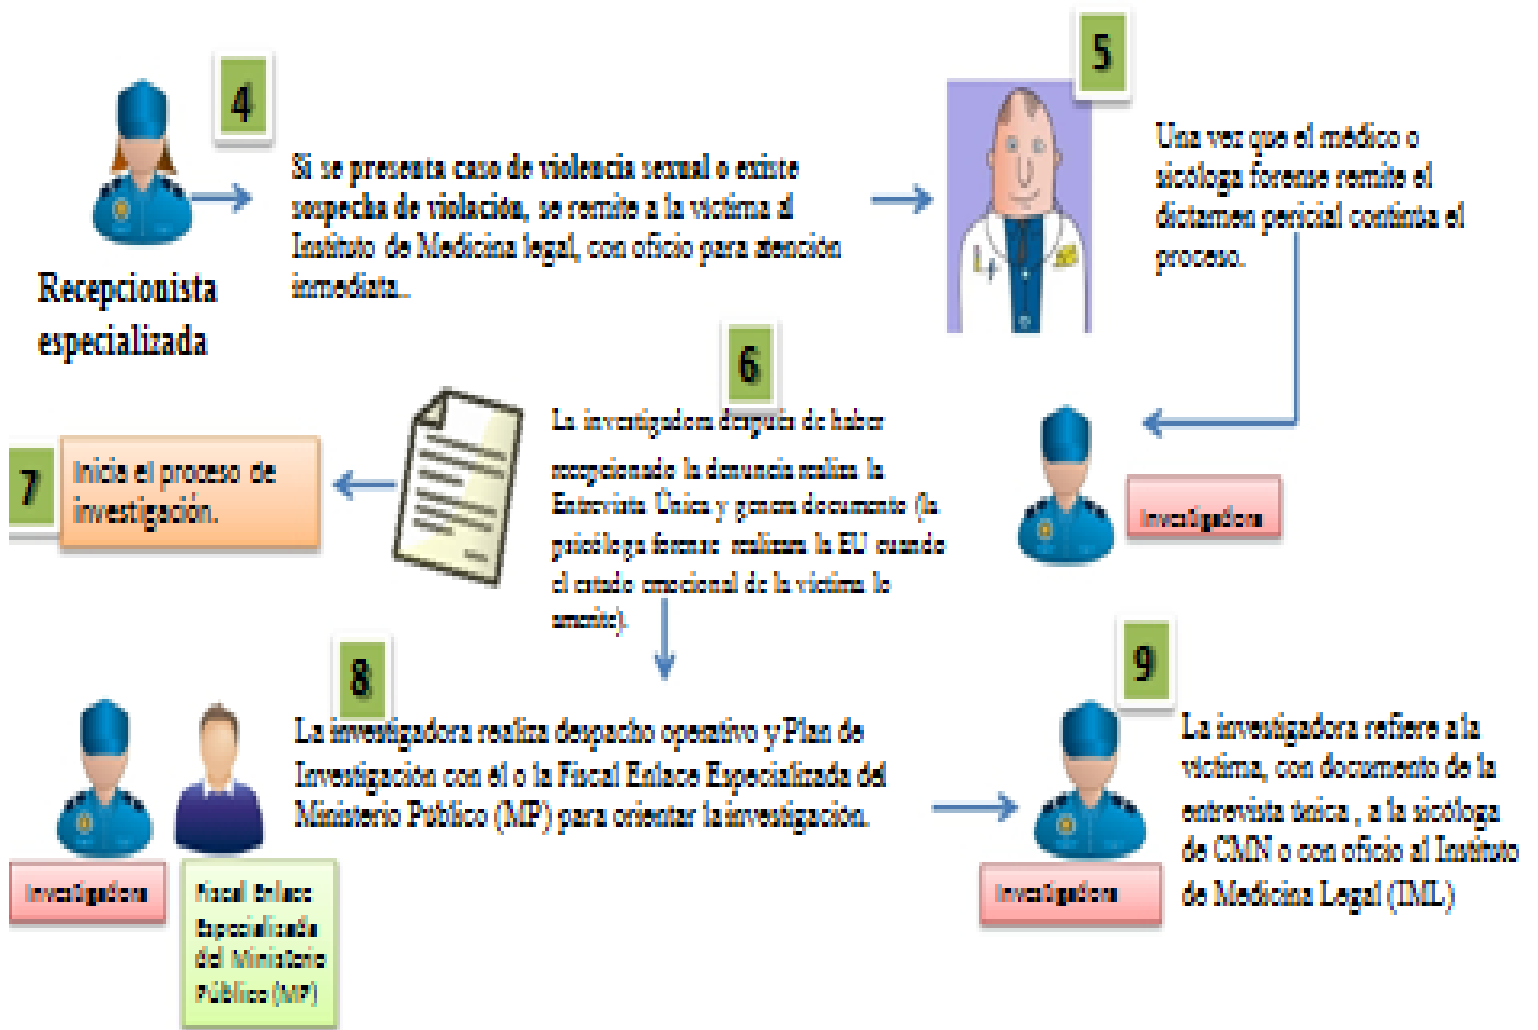 4
Si se presenta caso de violencia sexual o existe
sospecha de violación, se remite a la víctima al
Instituto de Medicina legal, con oficio para atención
inmediata..
Recepcionista
especializada
5
Una vez que el médico o
sicóloga forense remite el
dictamen pericial continua el
proceso.
6
La investigadora después de haber
recepcionado la denuncia realiza la
Entrevista Única y genera documento (la
psicóloga forense realizara la EU cuando
el estado emocional de la víctima lo
amerite).
Investigadora
7
Inicia el proceso de
investigación.
8
La investigadora realiza despacho operativo y Plan de
Investigación con él o la Fiscal Enlace Especializada del
Ministerio Público (MP) para orientar la investigación.
Investigadora
Fiscal Enlace
Especializada
del Ministerio
Público (MP)
9
La investigadora refiere a la
víctima, con documento de la
entrevista única , a la sicóloga
de CMN o con oficio al Instituto
de Medicina Legal (IML)
Investigadora